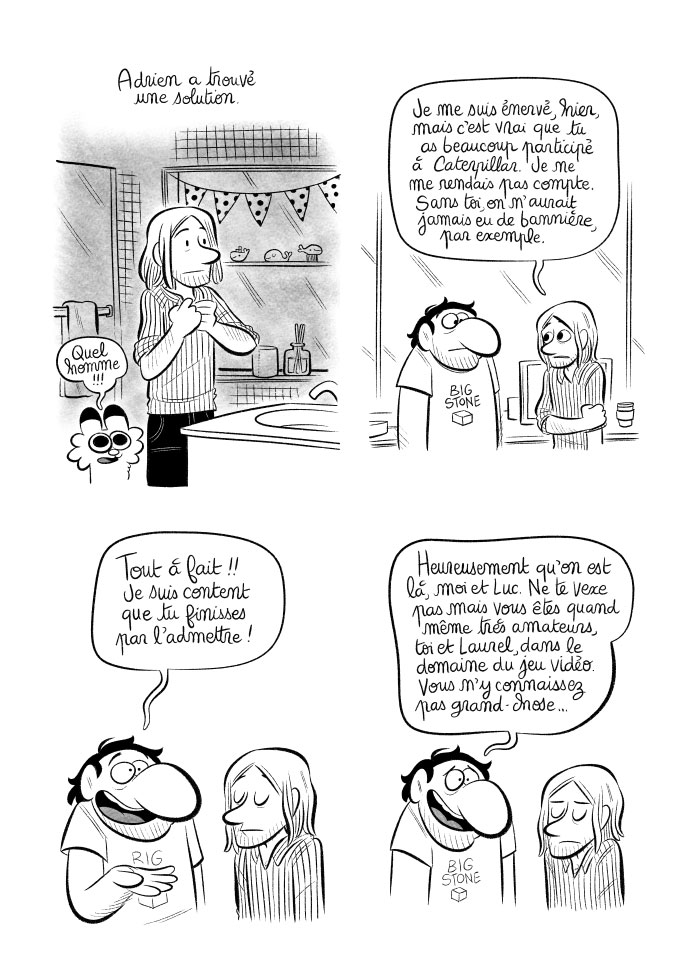 Adrien a trouvé
une solution.
Quel
homme
!!!
Je me suis énervé, hier,
mais c'est vrai que tu
as beaucoup participé
à Caterpillar. Je ne
me rendais pas compte.
Sans toi, on n'aurait
jamais eu de bannière,
par exemple.
BIG
STONE
Tout à fait !!
Je suis content
que tu finisses
par l'admettre !
BIG
STONE
Heureusement qu'on est
là, moi et Luc. Ne te vexe
pas mais vous êtes quand
même très amateurs,
toi et Laurel, dans le
domaine du jeu vidéo.
Vous n'y connaissez
pas grand-chose...
BIG
STONE